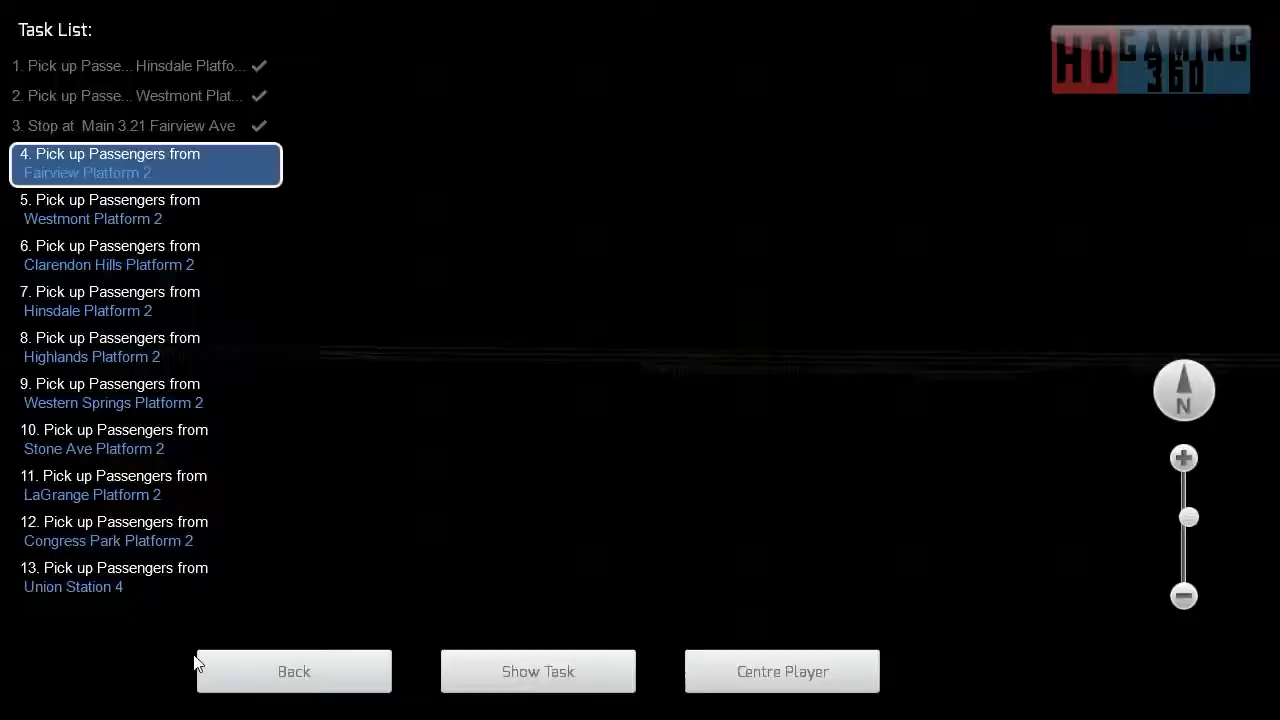 Task List:
1. Pick up Passe... Hinsdale Platfo...
2. Pick up Passe... Westmont Plat...
3. Stop at Main 3.21 Fairview Ave
4. Pick up Passengers from
Fairview Platform 2
5. Pick up Passengers from
Westmont Platform 2
6. Pick up Passengers from
Clarendon Hills Platform 2
7. Pick up Passengers from
Hinsdale Platform 2
8. Pick up Passengers from
Highlands Platform 2
9. Pick up Passengers from
Western Springs Platform 2
10. Pick up Passengers from
Stone Ave Platform 2
11. Pick up Passengers from
LaGrange Platform 2
12. Pick up Passengers from
Congress Park Platform 2
13. Pick up Passengers from
Union Station 4
HD GAMING
360
N
Back
Show Task
Centre Player